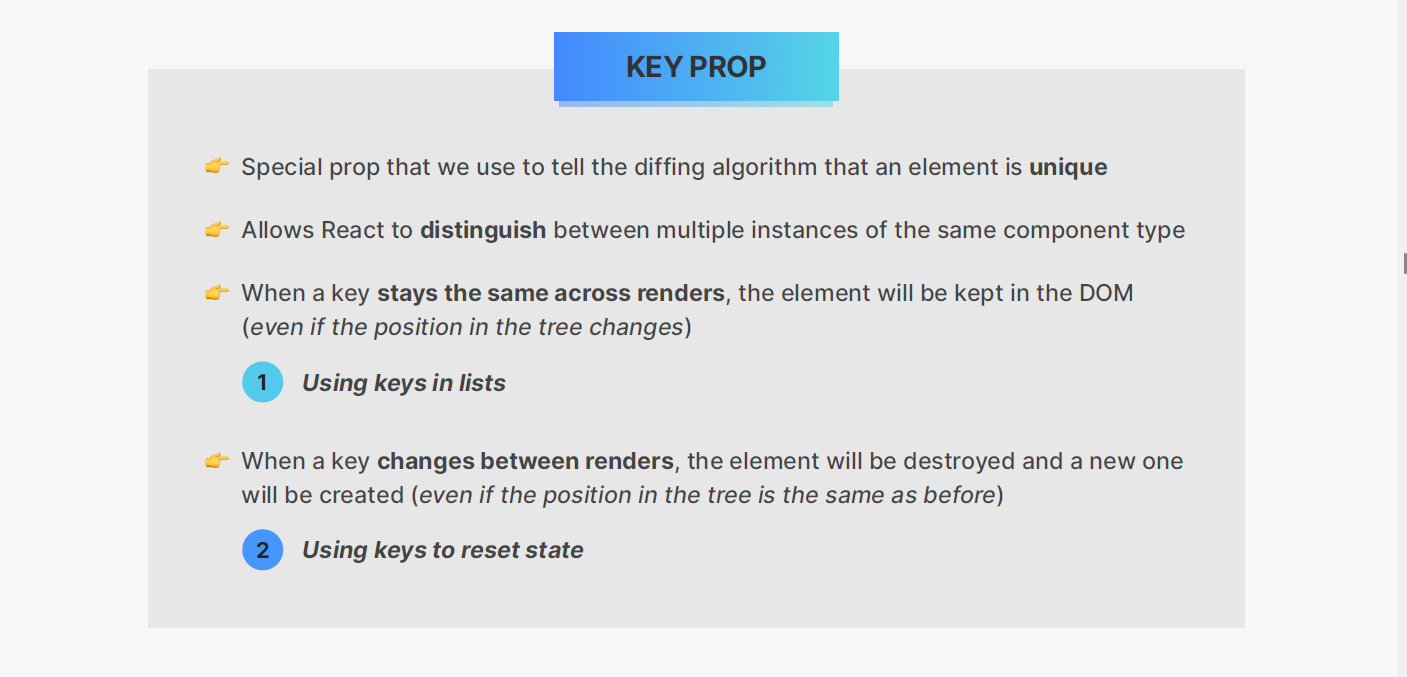 KEY PROP
👉 Special prop that we use to tell the diffing algorithm that an element is unique
👉 Allows React to distinguish between multiple instances of the same component type
👉 When a key stays the same across renders, the element will be kept in the DOM
(even if the position in the tree changes)
1 Using keys in lists
👉 When a key changes between renders, the element will be destroyed and a new one
will be created (even if the position in the tree is the same as before)
2 Using keys to reset state